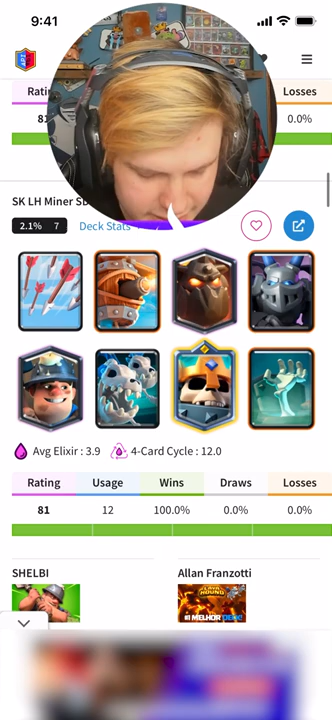 9:41
Losses
81
0.0%
SK LH Miner
2.1% 7
Deck Stats
Avg Elixir : 3.9
4-Card Cycle : 12.0
Rating Usage Wins Draws Losses
81 12 100.0% 0.0% 0.0%
SHELBI
Allan Franzotti